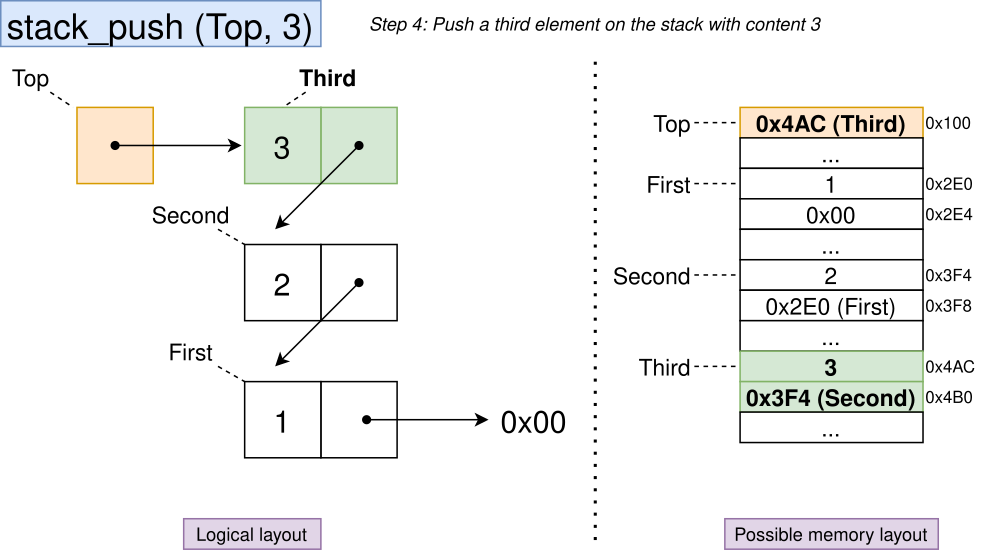 stack_push (Top, 3)
Step 4: Push a third element on the stack with content 3
Top
Third
3
Second
2
First
1
0x00
Logical layout
Top
0x4AC (Third)
0x100
...
First
1
0x2E0
0x00
0x2E4
...
Second
2
0x3F4
0x2E0 (First)
0x3F8
...
Third
3
0x4AC
0x3F4 (Second)
0x4B0
...
Possible memory layout